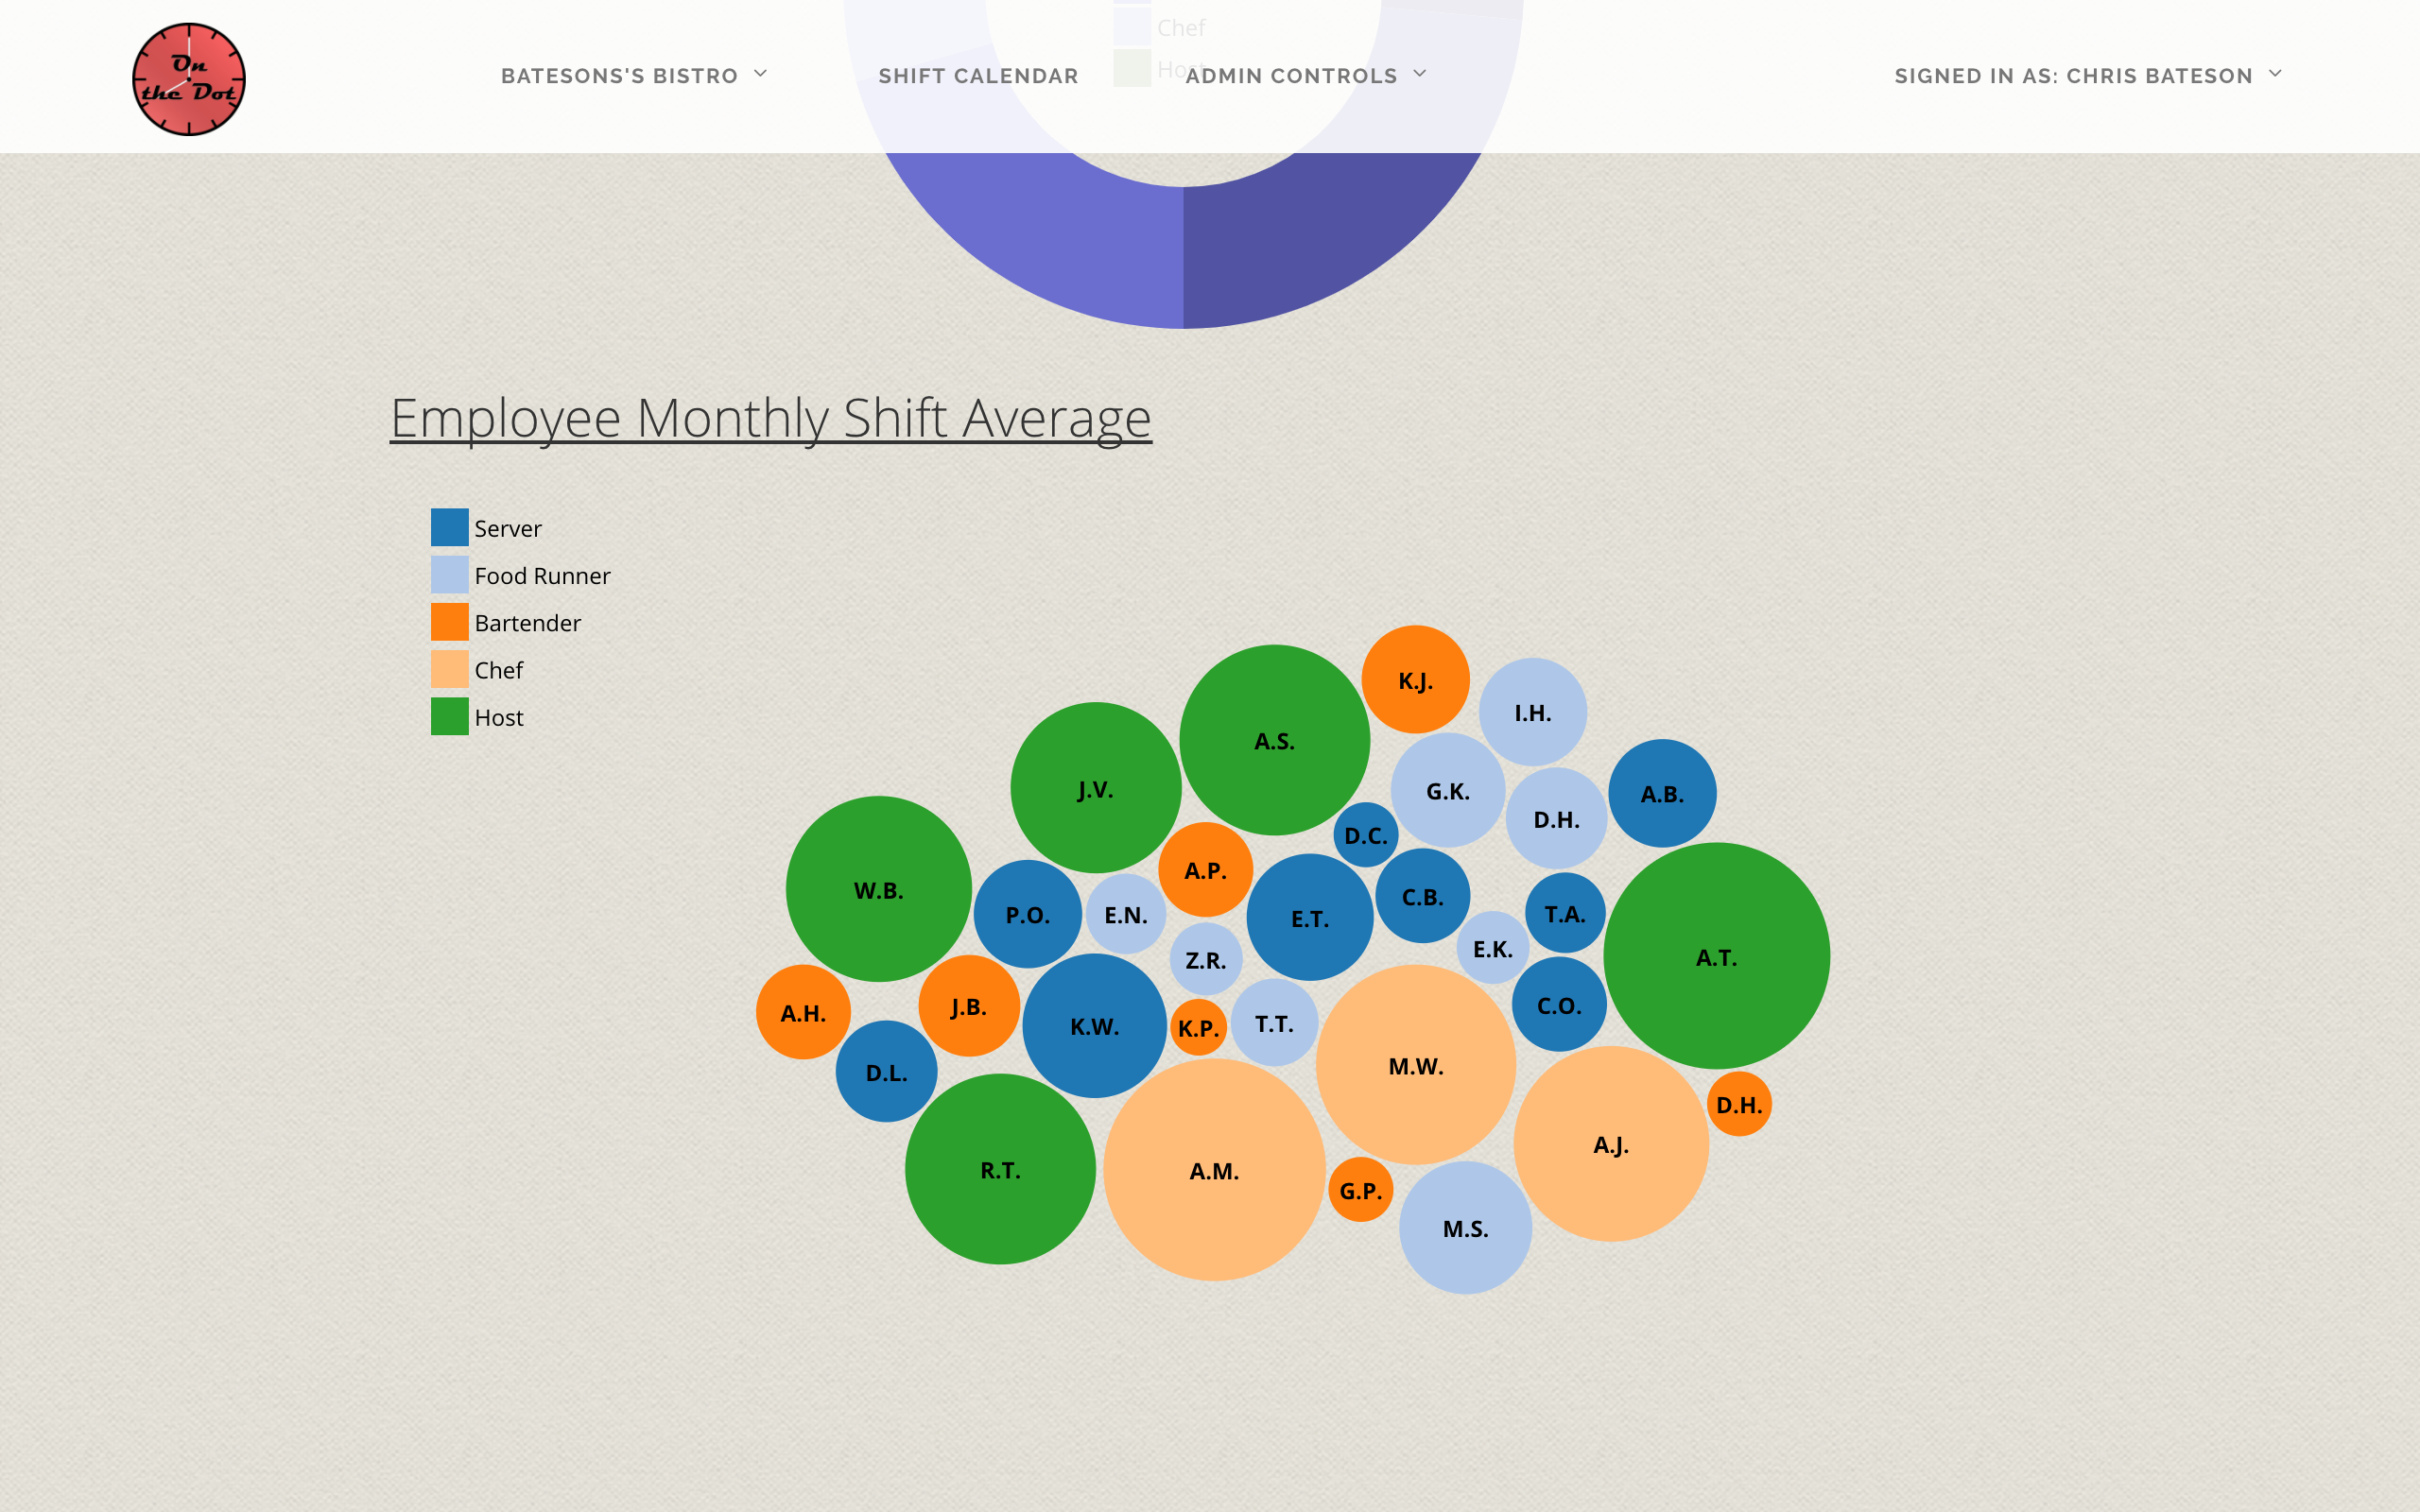 Chef
Host
On
the Dot
BATESONS'S BISTRO
SHIFT CALENDAR
ADMIN CONTROLS
SIGNED IN AS: CHRIS BATESON
Employee Monthly Shift Average
Server
Food Runner
Bartender
Chef
Host
K.J.
I.H.
A.S.
J.V.
G.K.
A.B.
D.H.
D.C.
A.P.
W.B.
C.B.
P.O.
E.N.
E.T.
T.A.
E.K.
A.T.
Z.R.
J.B.
C.O.
A.H.
K.W.
K.P.
T.T.
M.W.
D.L.
D.H.
A.J.
R.T.
A.M.
G.P.
M.S.